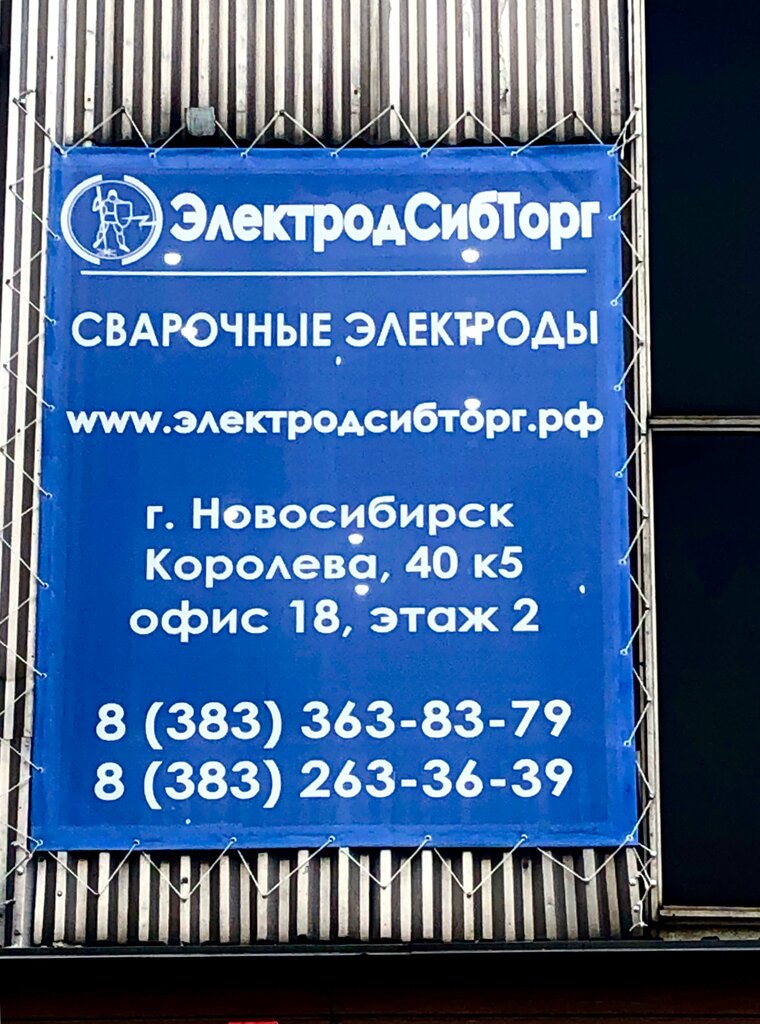 ЭлектродСибТорг
СВАРОЧНЫЕ ЭЛЕКТРОДЫ
www.электродсибторг.рф
г. Новосибирск
Королева, 40 к5
офис 18, этаж 2
8 (383) 363-83-79
8 (383) 263-36-39